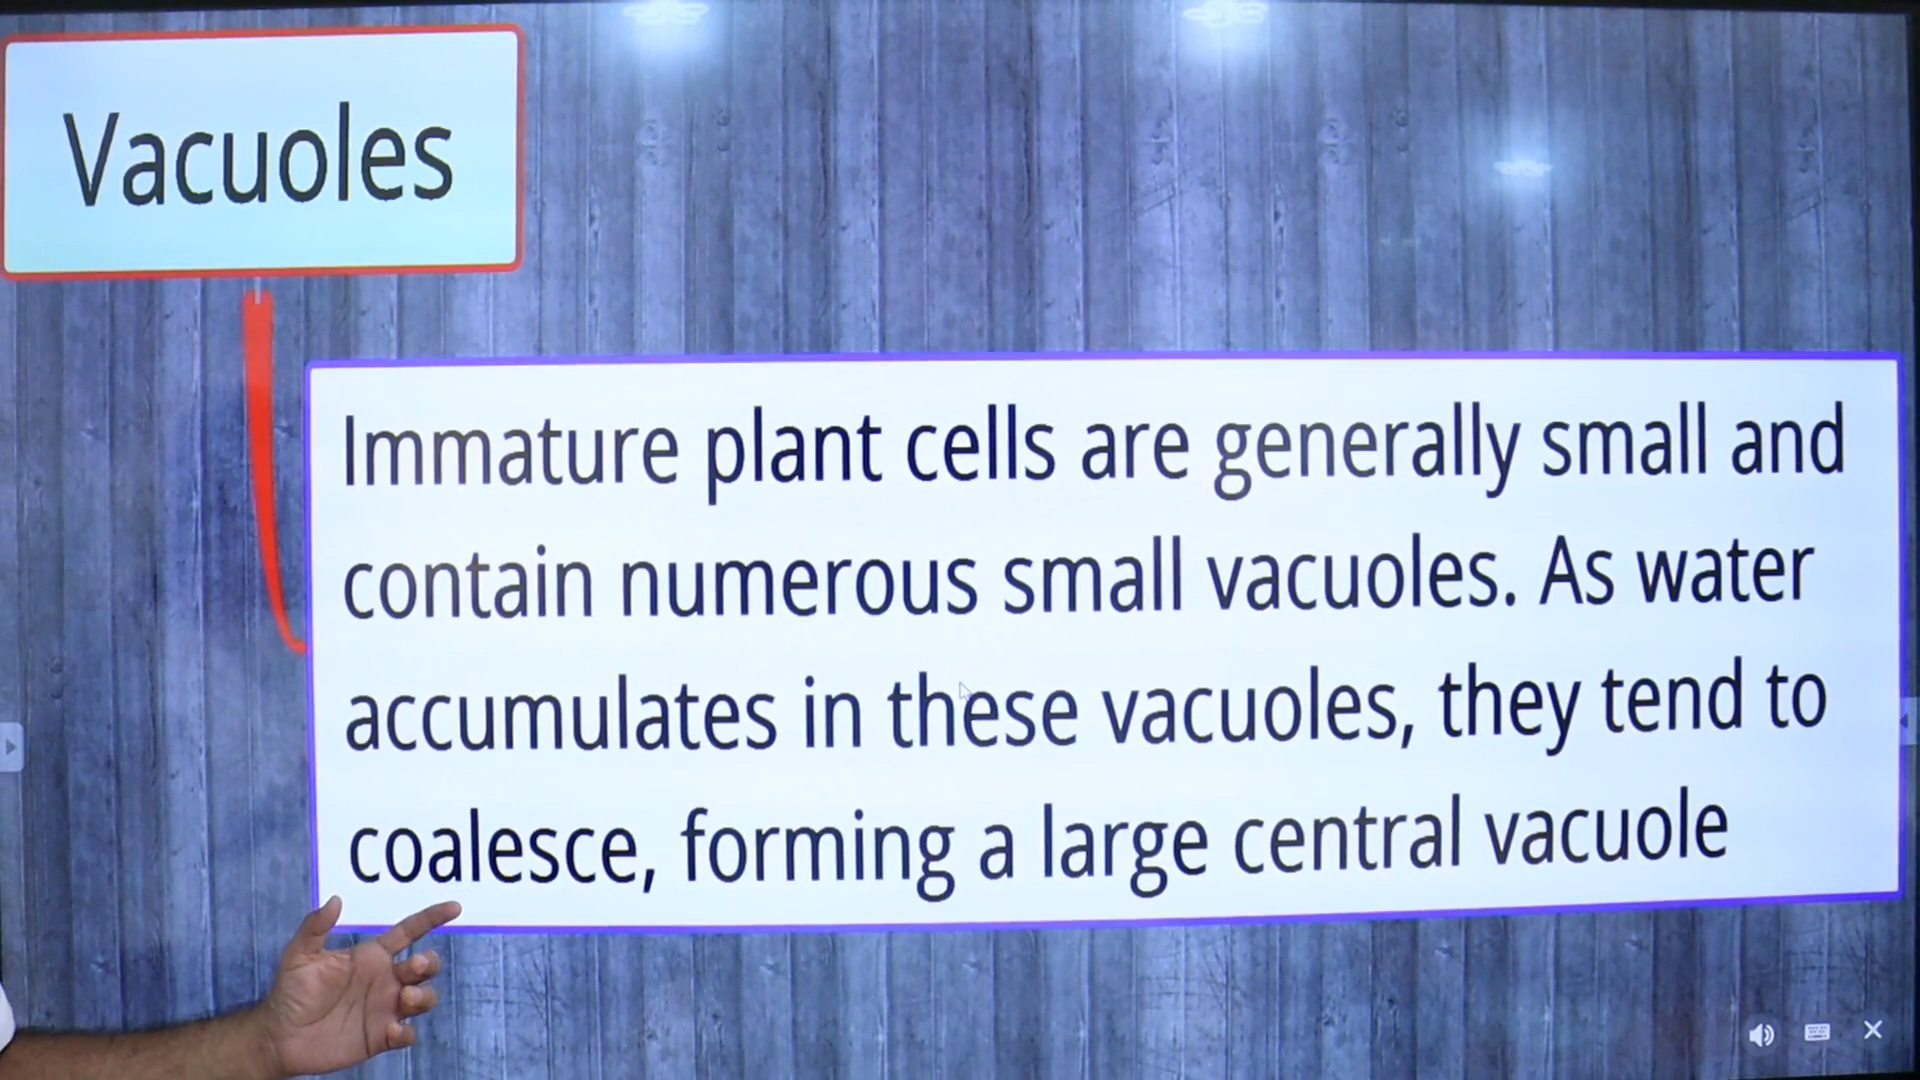 Vacuoles
Immature plant cells are generally small and
contain numerous small vacuoles. As water
accumulates in these vacuoles, they tend to
coalesce, forming a large central vacuole